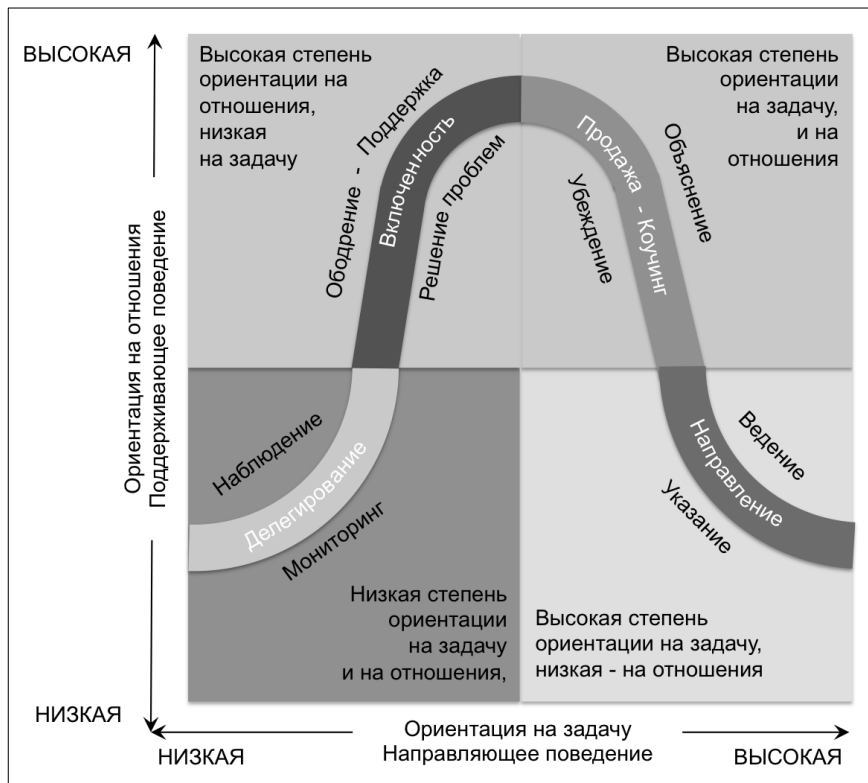 ВЫСОКАЯ
Высокая степень
ориентации на
отношения,
низкая
на задачу
Высокая степень
ориентации
на задачу,
и на
отношения
Ободрение - Поддержка
Включенность
Решение проблем
Продажа - Коучинг
Убеждение
Объяснение
Ориентация на отношения
Поддерживающее поведение
Наблюдение
Делегирование
Мониторинг
Ведение
Направление
Указание
Низкая степень
ориентации
на задачу
и на отношения,
Высокая степень
ориентации на задачу,
низкая - на отношения
НИЗКАЯ
НИЗКАЯ
Ориентация на задачу
Направляющее поведение
ВЫСОКАЯ